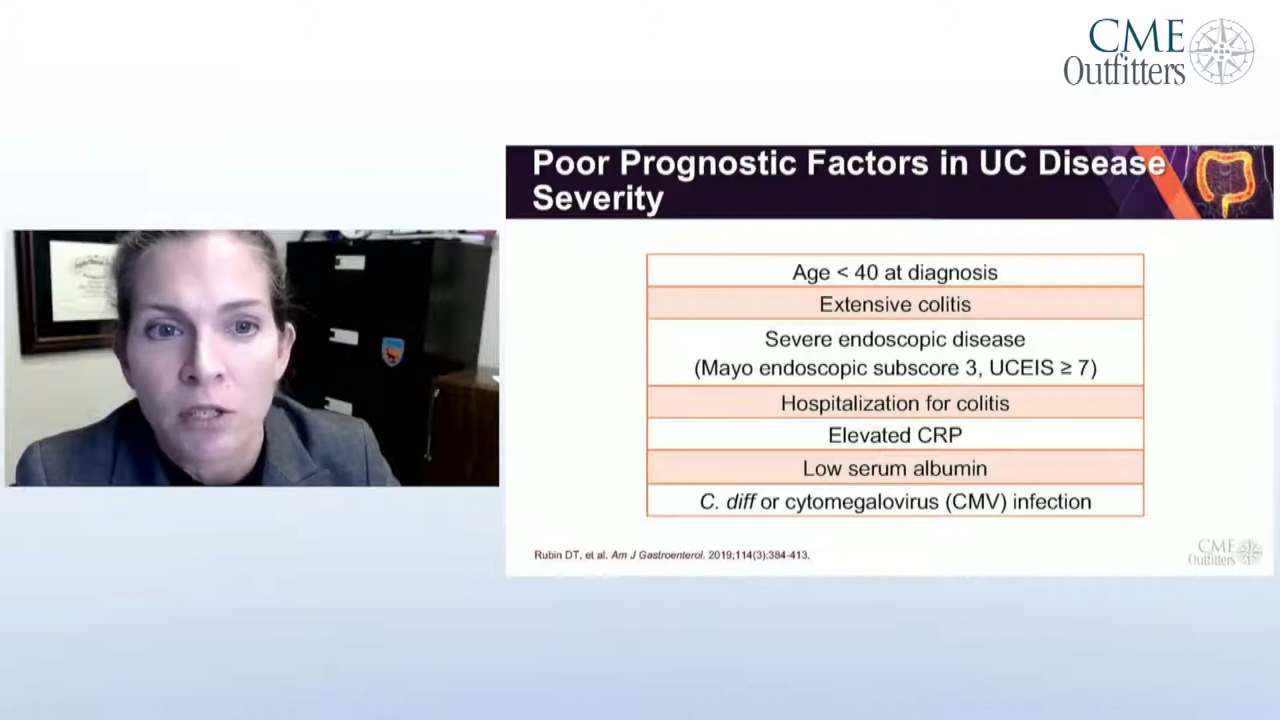 CME
Outfitters
Poor Prognostic Factors in UC Disease
Severity
Age < 40 at diagnosis
Extensive colitis
Severe endoscopic disease
(Mayo endoscopic subscore 3, UCEIS ≥ 7)
Hospitalization for colitis
Elevated CRP
Low serum albumin
C. diff or cytomegalovirus (CMV) infection
Rubin DT, et al. Am J Gastroenterol. 2019;114(3):384-413.
CME
Outfitters